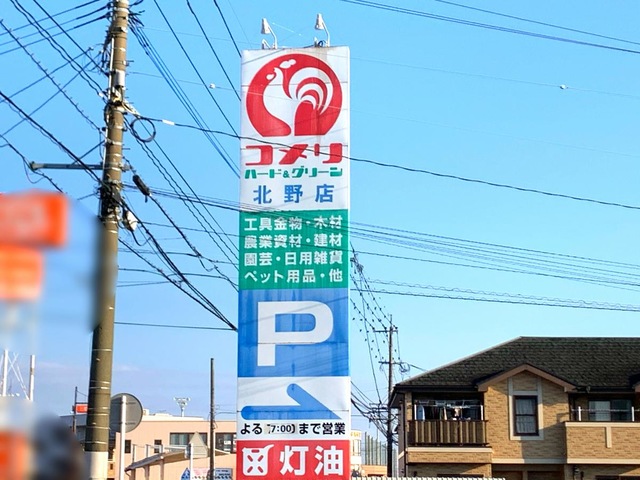 コメリ
ハード&グリーン
北野店
工具金物・木材
農業資材・建材
園芸・日用雑貨
ペット用品・他
P
よる(7:00)まで営業
灯油